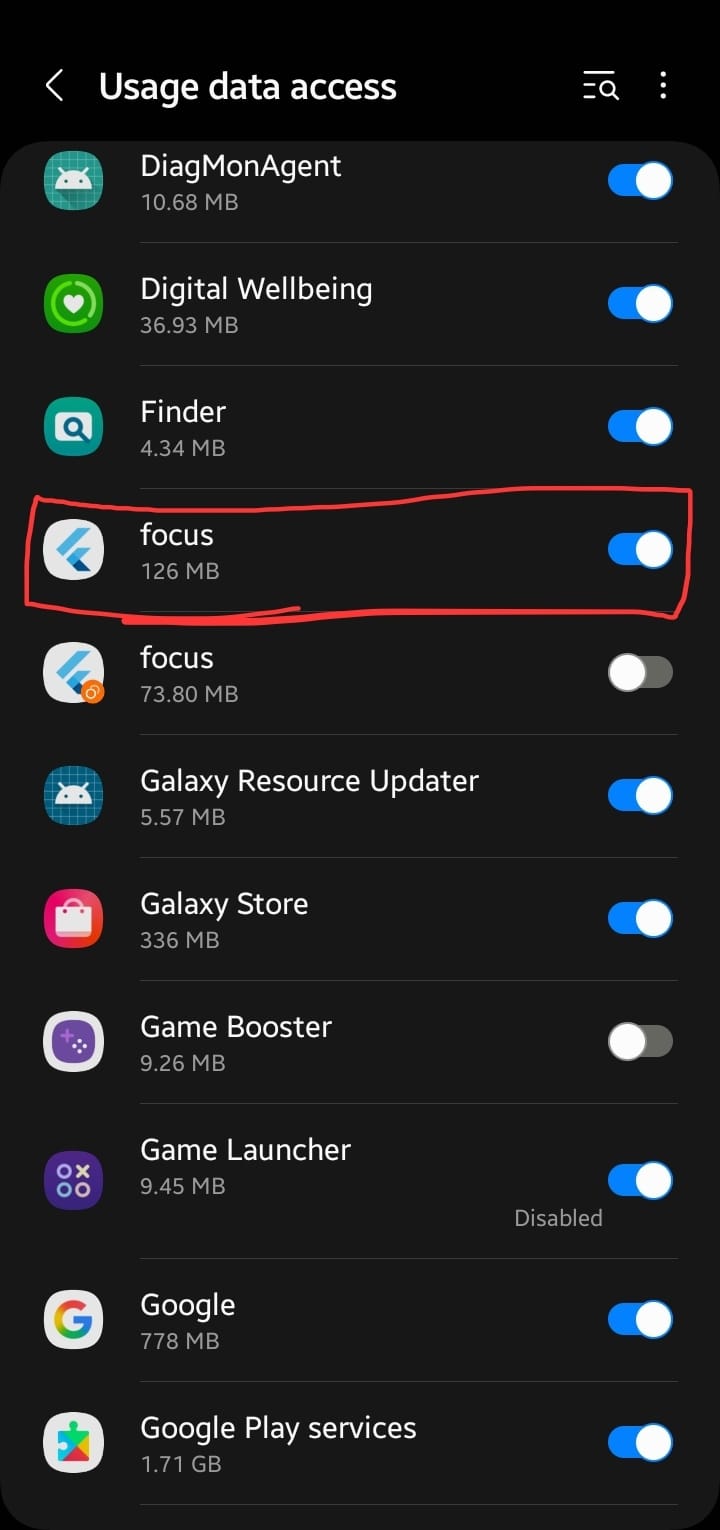 Usage data access
DiagMonAgent
10.68 MB
Digital Wellbeing
36.93 MB
Finder
4.34 MB
focus
126 MB
focus
73.80 MB
Galaxy Resource Updater
5.57 MB
Galaxy Store
336 MB
Game Booster
9.26 MB
Game Launcher
9.45 MB
Disabled
Google
778 MB
Google Play services
1.71 GB